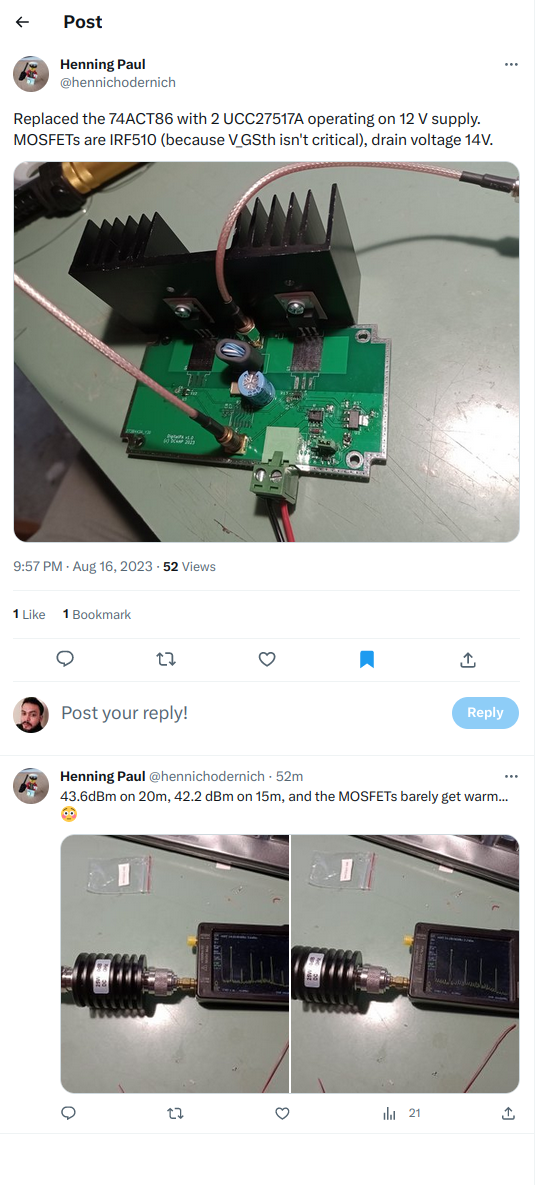 Post
Henning Paul
@hennichodernich
Replaced the 74ACT86 with 2 UCC27517A operating on 12 V supply.
MOSFETs are IRF510 (because V_GSth isn't critical), drain voltage 14V.
9:57 PM · Aug 16, 2023 · 52 Views
1 Like 1 Bookmark
Post your reply!
Reply
Henning Paul @hennichodernich · 52m
43.6dBm on 20m, 42.2 dBm on 15m, and the MOSFETs barely get warm...
😳
21